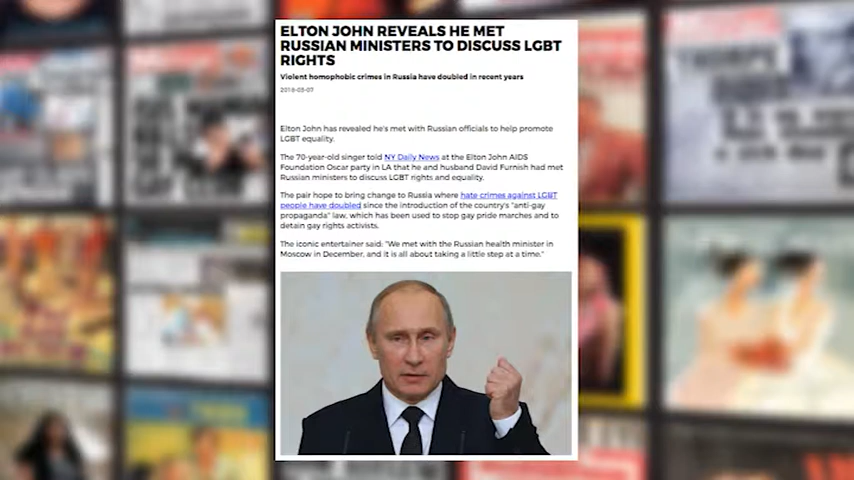 ELTON JOHN REVEALS HE MET
RUSSIAN MINISTERS TO DISCUSS LGBT
RIGHTS
Violent homophobic crimes in Russia have doubled in recent years
2018-03-07
Elton John has revealed he's met with Russian officials to help promote
LGBT equality.
The 70-year-old singer told NY Daily News at the Elton John AIDS
Foundation Oscar party in LA that he and husband David Furnish had met
Russian ministers to discuss LGBT rights and equality.
The pair hope to bring change to Russia where hate crimes against LGBT
people have doubled since the introduction of the country's "anti-gay
propaganda" law, which has been used to stop gay pride marches and to
detain gay rights activists.
The iconic entertainer said: "We met with the Russian health minister in
Moscow in December, and it is all about taking a little step at a time."